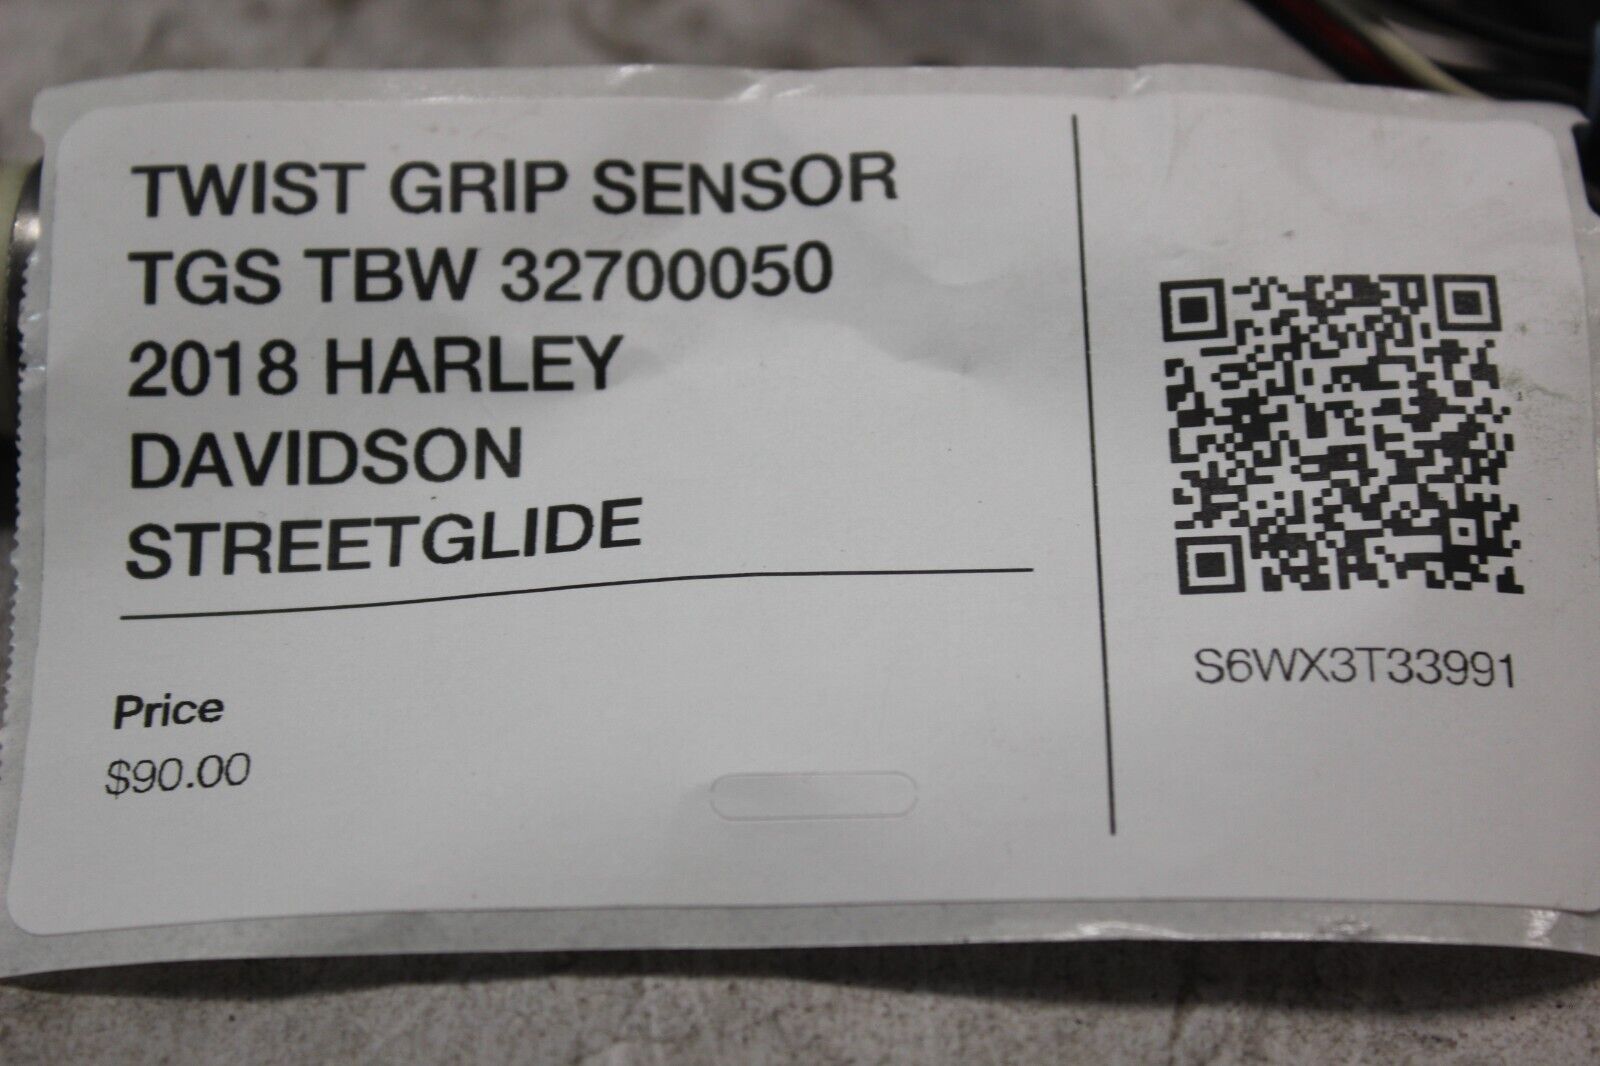 TWIST GRIP SENSOR
TGS TBW 32700050
2018 HARLEY
DAVIDSON
STREETGLIDE
Price
$90.00
S6WX3T33991